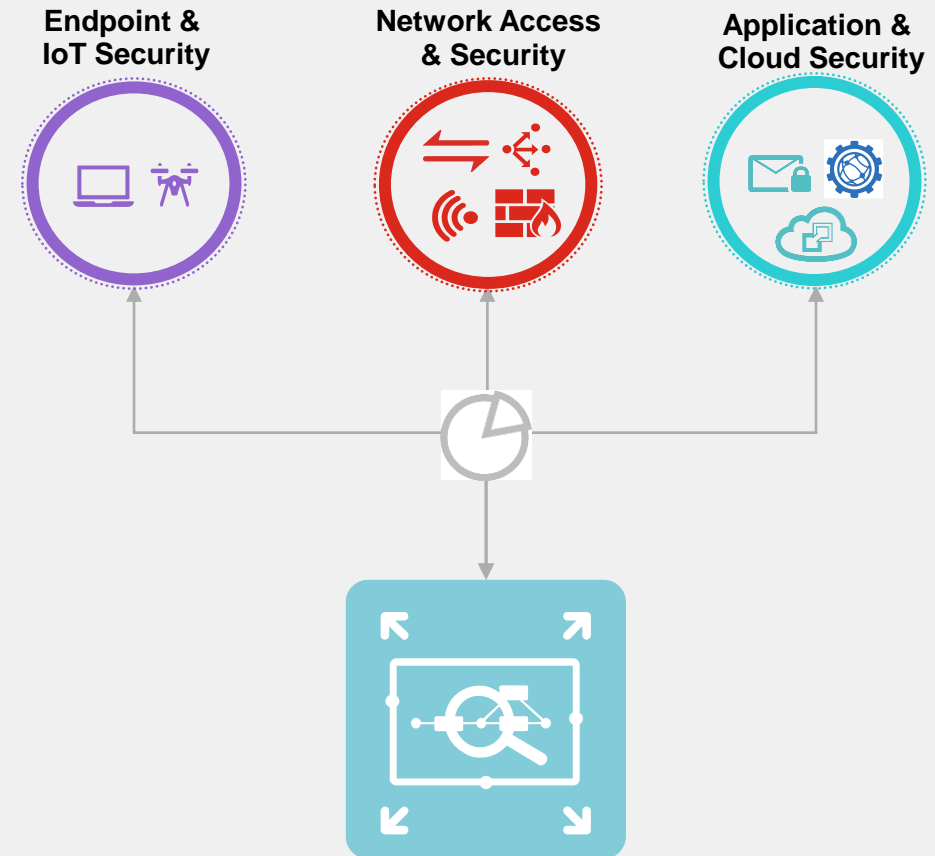 Endpoint &
IoT Security
Network Access
& Security
Application &
Cloud Security